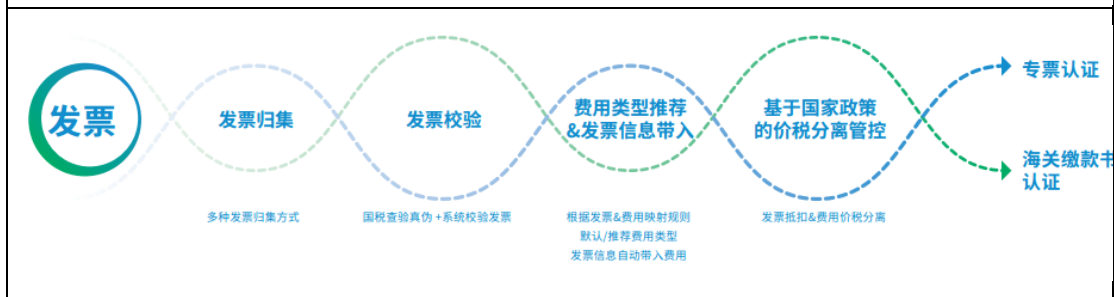 发票
发票归集
多种发票归集方式
发票校验
国税查验真伪 +系统校验发票
费用类型推荐
&发票信息带入
根据发票&费用映射规则
默认/推荐费用类型
发票信息自动带入费用
基于国家政策
的价税分离管控
发票抵扣&费用价税分离
专票认证
海关缴款书
认证